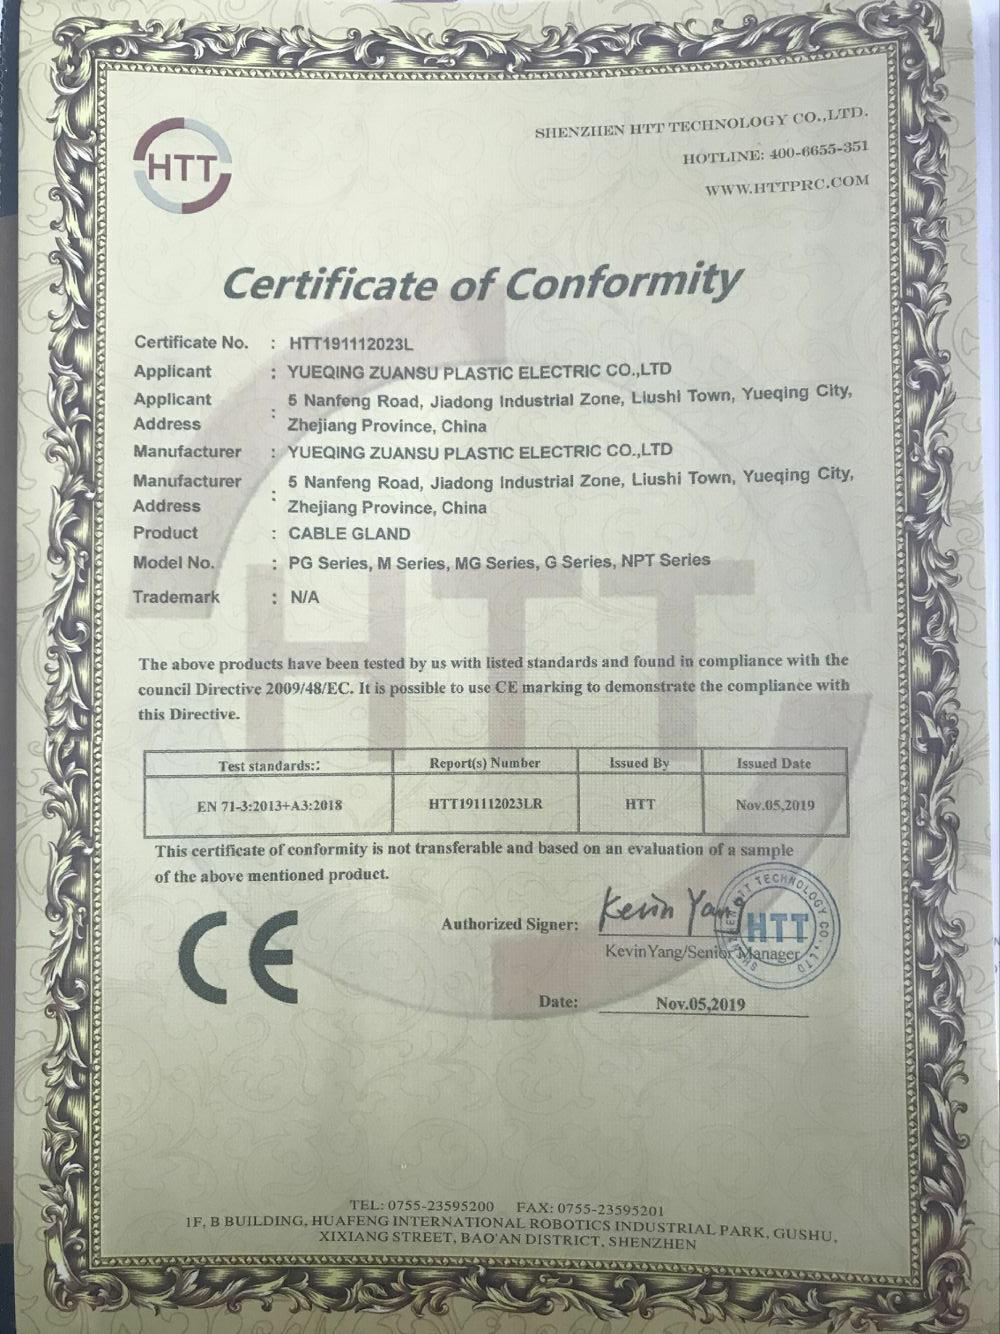 HTT
SHENZHEN HTT TECHNOLOGY CO.,LTD.
HOTLINE: 400-6655-351
WWW.HTTPRC.COM
Certificate of Conformity
Certificate No. : HTT191112023L
Applicant : YUEQING ZUANSU PLASTIC ELECTRIC CO.,LTD
Applicant Address : 5 Nanfeng Road, Jiadong Industrial Zone, Liushi Town, Yueqing City,
Zhejiang Province, China
Manufacturer : YUEQING ZUANSU PLASTIC ELECTRIC CO.,LTD
Manufacturer Address : 5 Nanfeng Road, Jiadong Industrial Zone, Liushi Town, Yueqing City,
Zhejiang Province, China
Product : CABLE GLAND
Model No. : PG Series, M Series, MG Series, G Series, NPT Series
Trademark : N/A
HTT
The above products have been tested by us with listed standards and found in compliance with the
council Directive 2009/48/EC. It is possible to use CE marking to demonstrate the compliance with
this Directive.
Test standards:: Report(s) Number Issued By Issued Date
EN 71-3:2013+A3:2018 HTT191112023LR HTT Nov.05,2019
This certificate of conformity is not transferable and based on an evaluation of a sample
of the above mentioned product.
CE
Authorized Signer: Kevin Yang
Kevin Yang/Senior Manager
SHENZHEN HTT TECHNOLOGY CO.,LTD
HTT
Date: Nov.05,2019
TEL: 0755-23595200 FAX: 0755-23595201
1F, B BUILDING, HUAFENG INTERNATIONAL ROBOTICS INDUSTRIAL PARK, GUSHU,
XIXIANG STREET, BAO'AN DISTRICT, SHENZHEN